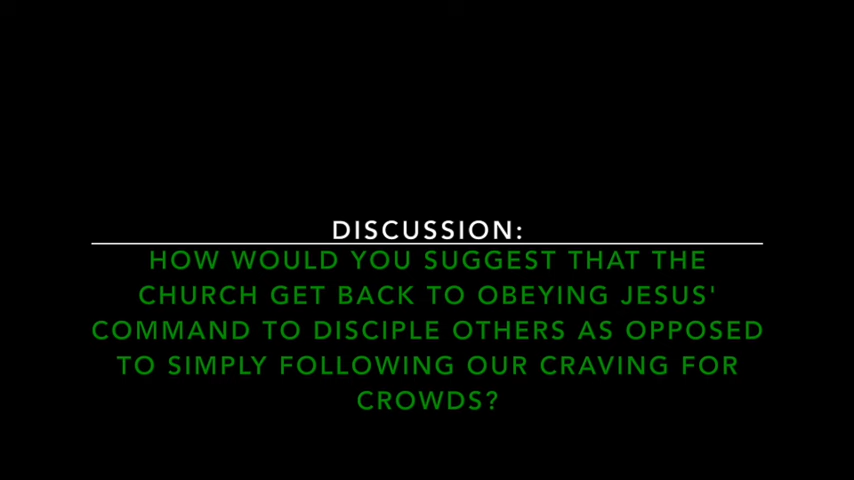 DISCUSSION:
HOW WOULD YOU SUGGEST THAT THE
CHURCH GET BACK TO OBEYING JESUS'
COMMAND TO DISCIPLE OTHERS AS OPPOSED
TO SIMPLY FOLLOWING OUR CRAVING FOR
CROWDS?